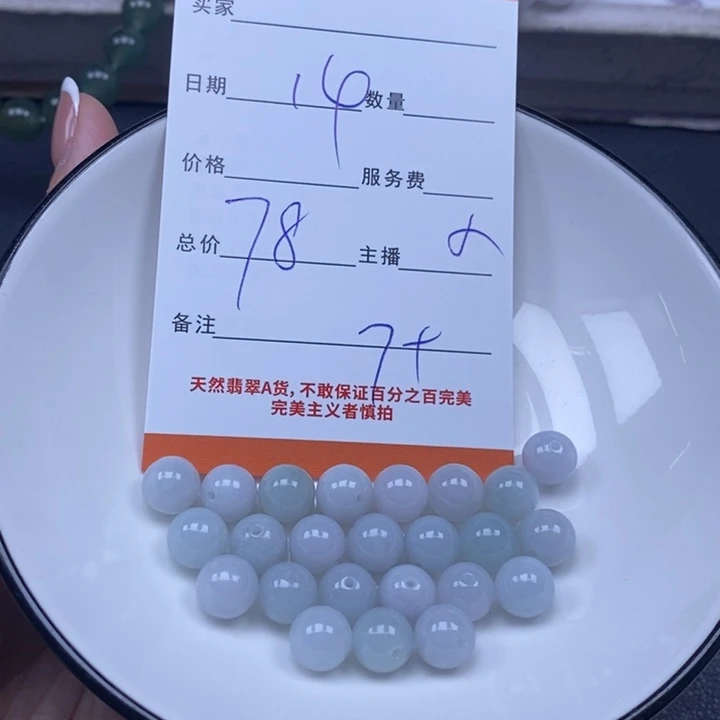 买家
日期 14 数量
价格 服务费
总价 78 主播
备注 7+
天然翡翠A货,不敢保证百分之百完美
完美主义者慎拍